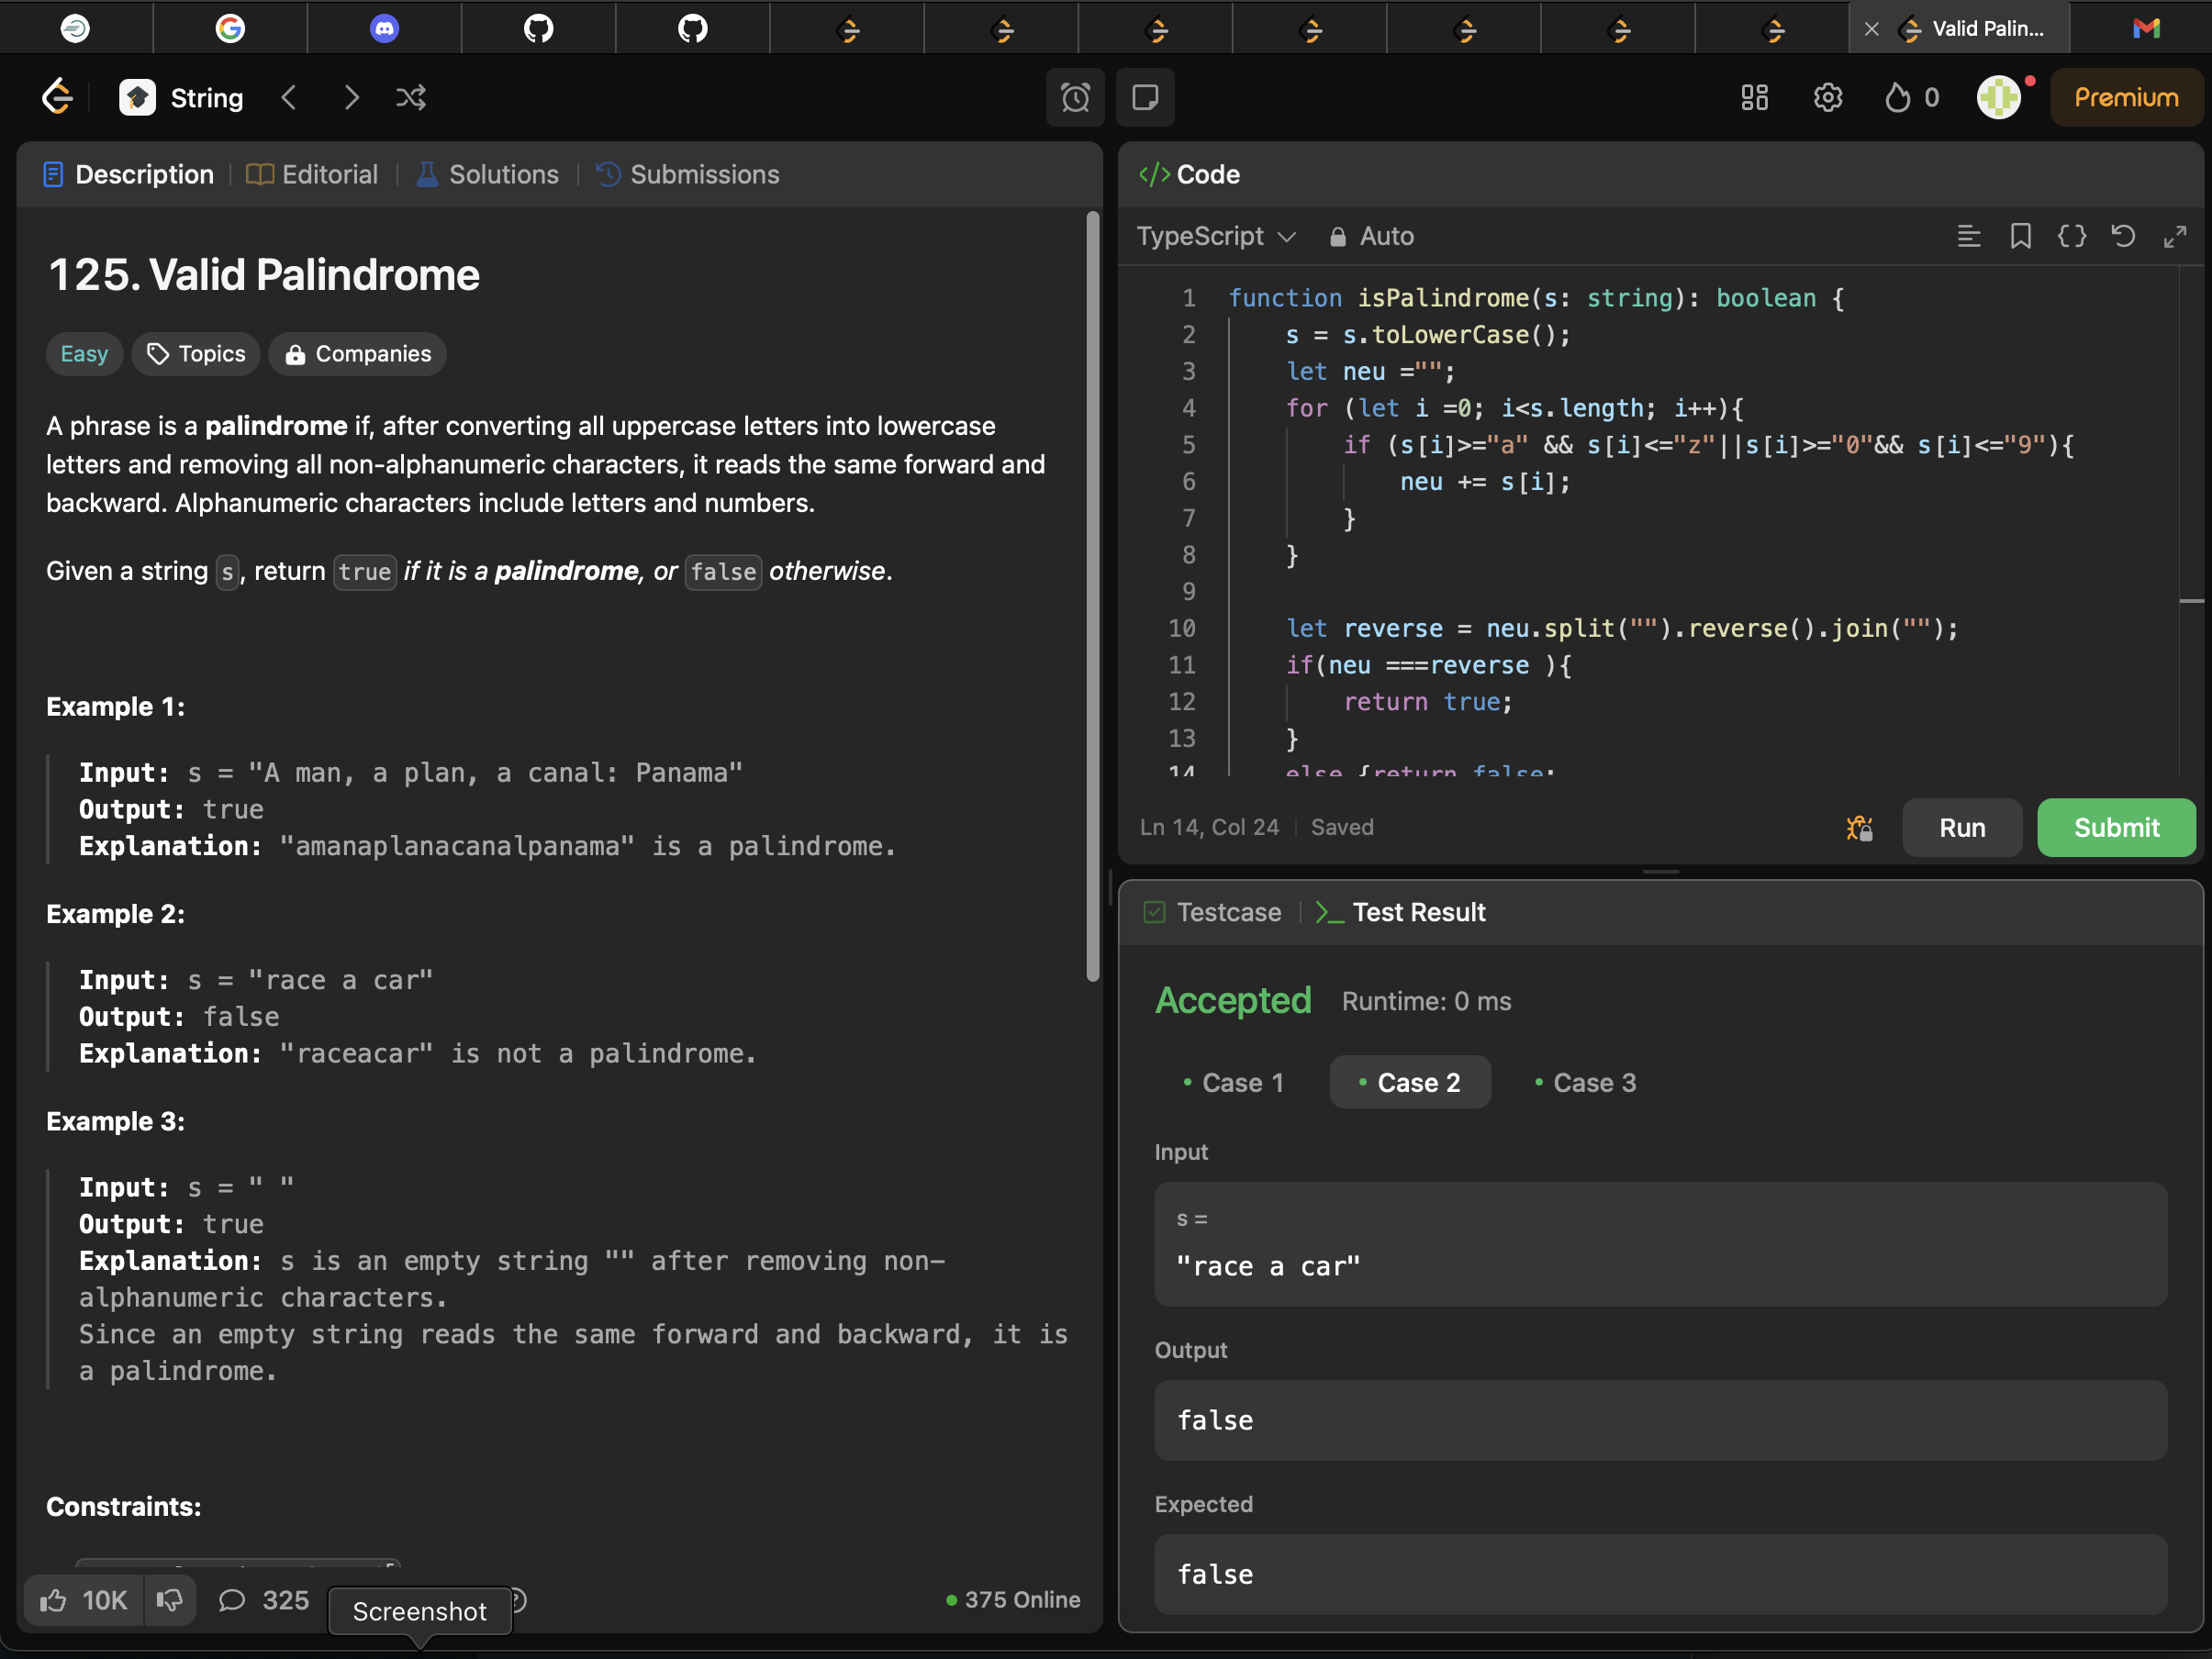 Valid Palin...
String
0
Premium
Description
Editorial
Solutions
Submissions
125. Valid Palindrome
Easy
Topics
Companies
A phrase is a palindrome if, after converting all uppercase letters into lowercase
letters and removing all non-alphanumeric characters, it reads the same forward and
backward. Alphanumeric characters include letters and numbers.
Given a string s, return true if it is a palindrome, or false otherwise.
Example 1:
Input: s = "A man, a plan, a canal: Panama"
Output: true
Explanation: "amanaplanacanalpanama" is a palindrome.
Example 2:
Input: s = "race a car"
Output: false
Explanation: "raceacar" is not a palindrome.
Example 3:
Input: s = " "
Output: true
Explanation: s is an empty string "" after removing non-
alphanumeric characters.
Since an empty string reads the same forward and backward, it is
a palindrome.
Constraints:
10K
325
Screenshot
375 Online
</> Code
TypeScript
Auto
1 function isPalindrome(s: string): boolean {
2 s = s.toLowerCase();
3 let neu ="";
4 for (let i =0; i<s.length; i++){
5 if (s[i]>="a" && s[i]<="z"||s[i]>="0"&& s[i]<="9"){
6 neu += s[i];
7 }
8 }
9
10 let reverse = neu.split("").reverse().join("");
11 if(neu ===reverse ){
12 return true;
13 }
14 else {return false;
Ln 14, Col 24
Saved
Run
Submit
Testcase
Test Result
Accepted
Runtime: 0 ms
Case 1
Case 2
Case 3
Input
s =
"race a car"
Output
false
Expected
false